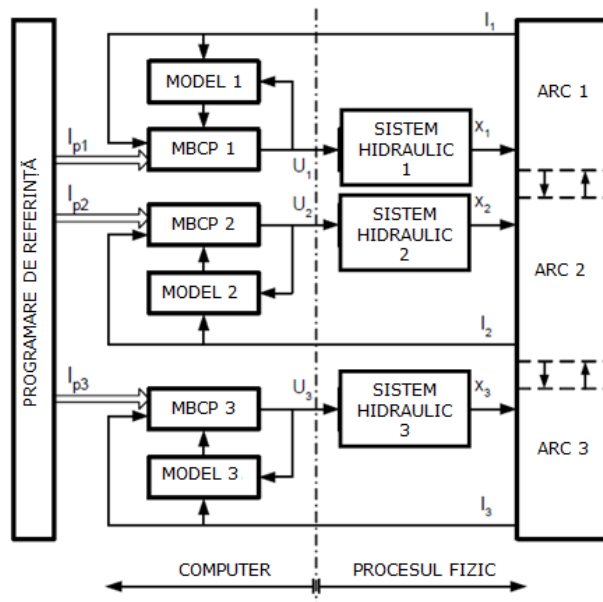 PROGRAMARE DE REFERINȚĂ
I1
MODEL 1
ARC 1
Ip1
MBCP 1
U1
SISTEM
HIDRAULIC
1
x1
Ip2
MBCP 2
U2
SISTEM
HIDRAULIC
2
x2
MODEL 2
ARC 2
I2
Ip3
MBCP 3
U3
SISTEM
HIDRAULIC
3
x3
MODEL 3
ARC 3
I3
COMPUTER
PROCESUL FIZIC